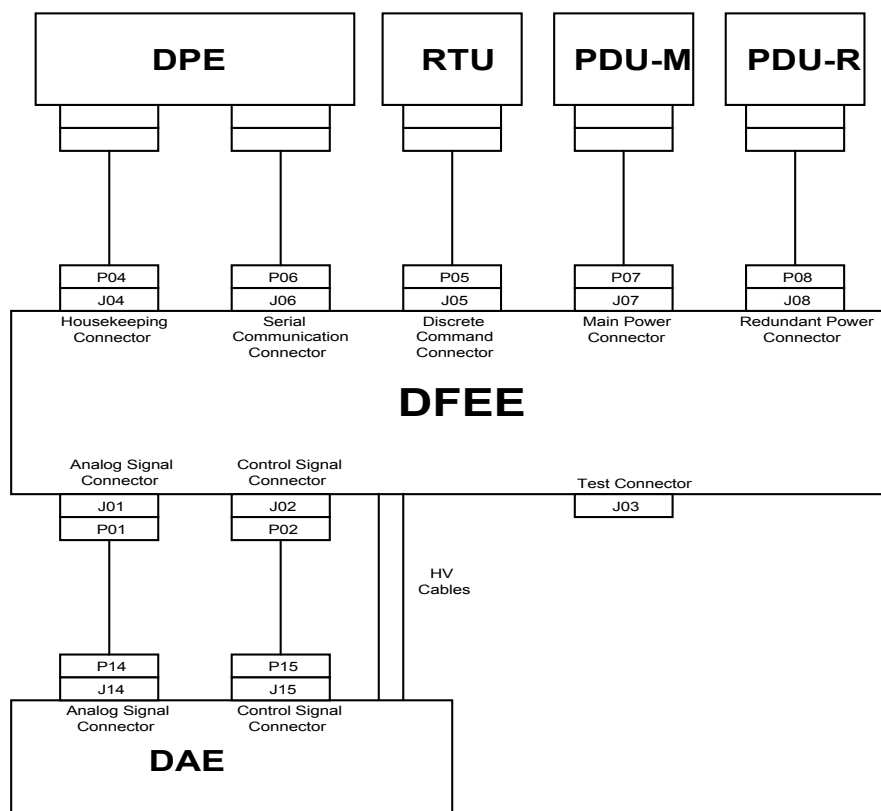 DPE
RTU
PDU-M
PDU-R
P04
P06
P05
P07
P08
J04
J06
J05
J07
J08
Housekeeping
Connector
Serial
Communication
Connector
Discrete
Command
Connector
Main Power
Connector
Redundant Power
Connector
DFEE
Analog Signal
Connector
Control Signal
Connector
Test Connector
J01
J02
J03
P01
P02
HV
Cables
P14
P15
J14
J15
Analog Signal
Connector
Control Signal
Connector
DAE